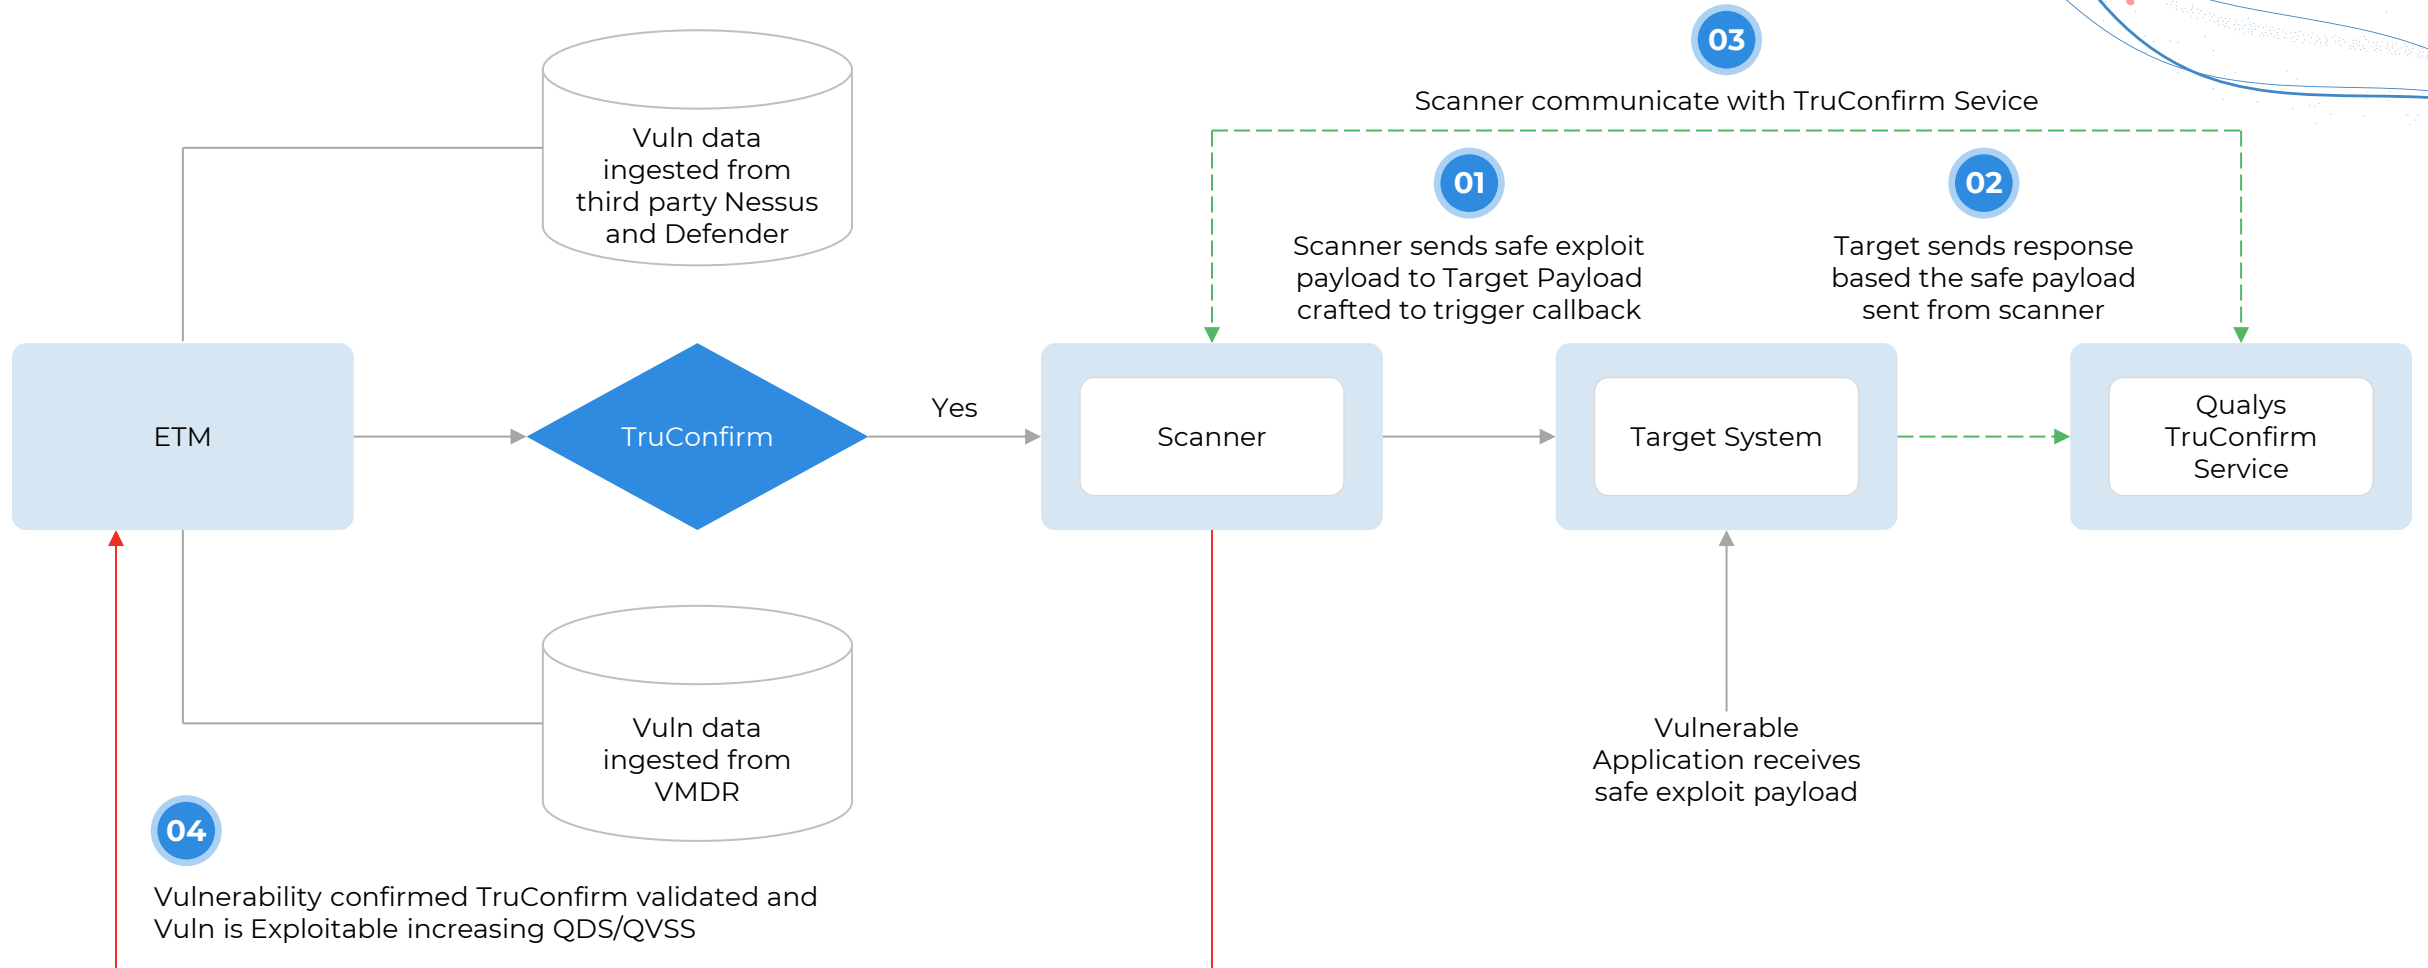 03
Scanner communicate with TruConfirm Sevice
Vuln data
ingested from
third party Nessus
and Defender
01
Scanner sends safe exploit
payload to Target Payload
crafted to trigger callback
02
Target sends response
based the safe payload
sent from scanner
ETM
TruConfirm
Yes
Scanner
Target System
Qualys
TruConfirm
Service
Vuln data
ingested from
VMDR
Vulnerable
Application receives
safe exploit payload
04
Vulnerability confirmed TruConfirm validated and
Vuln is Exploitable increasing QDS/QVSS